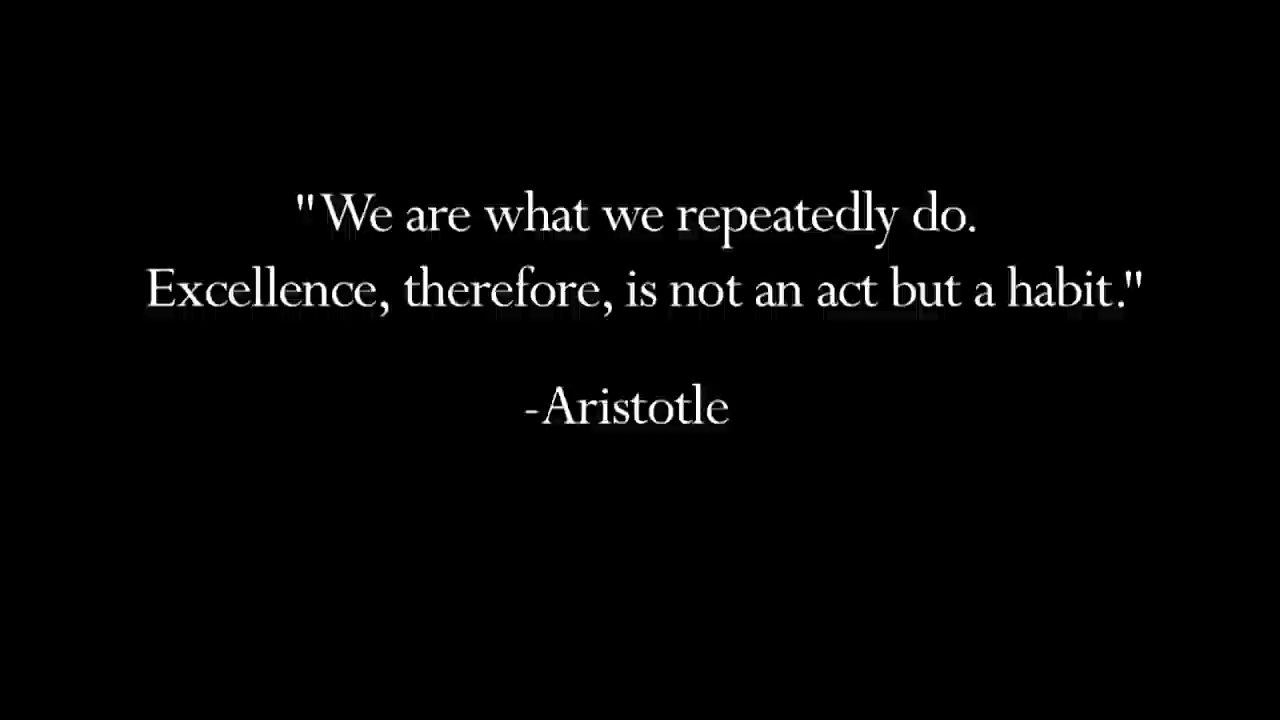 "We are what we repeatedly do.
Excellence, therefore, is not an act but a habit."
-Aristotle